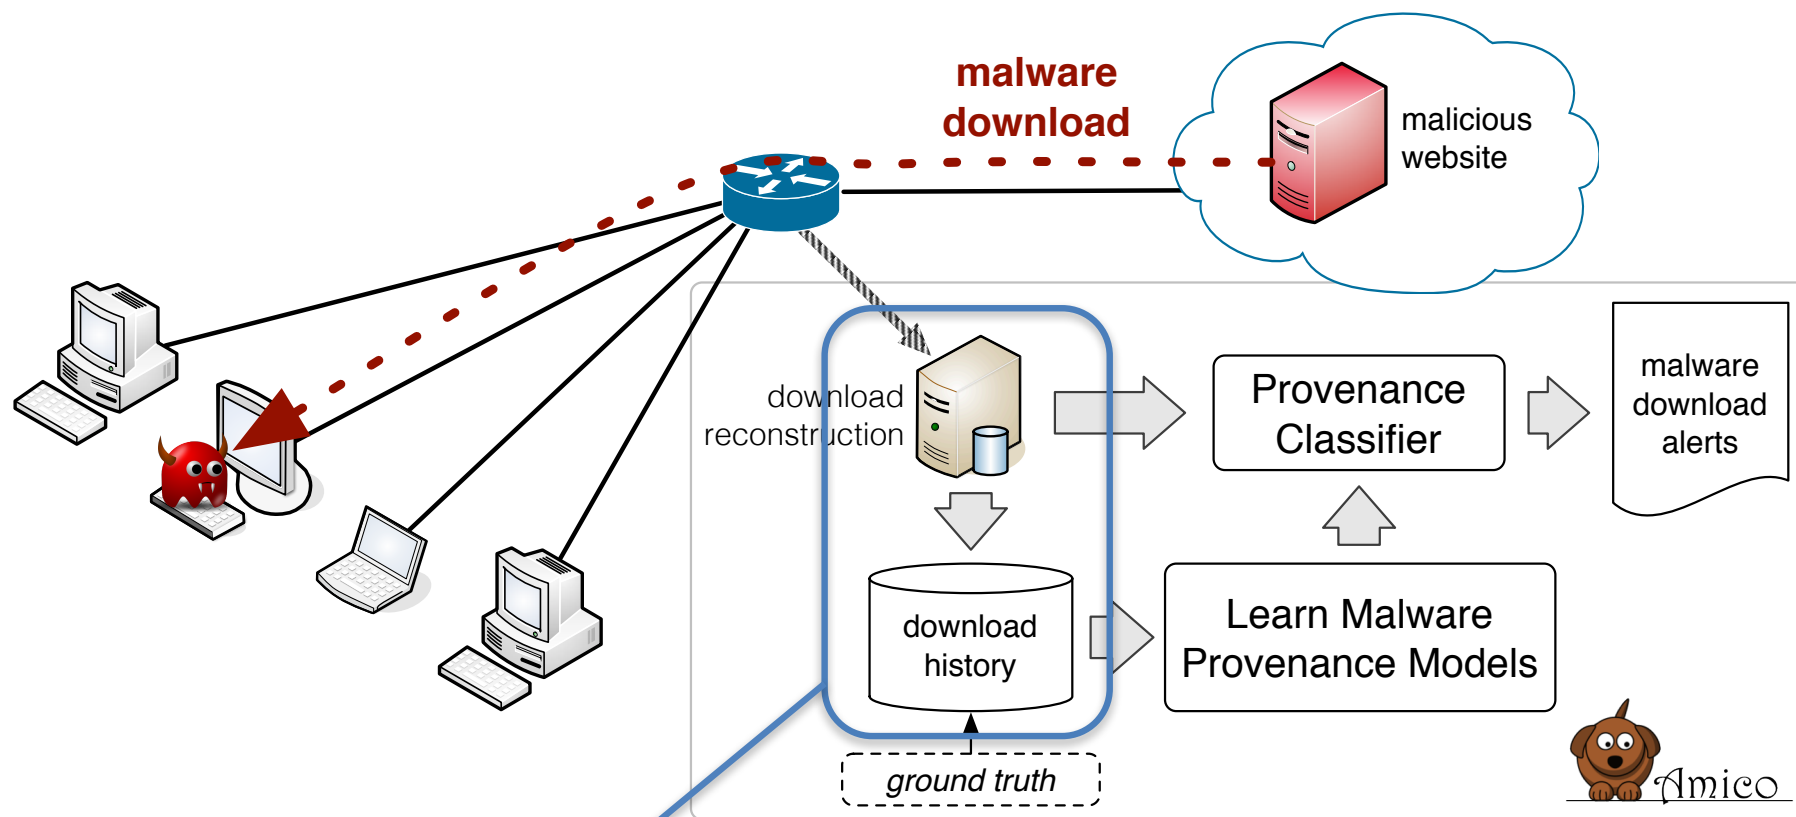 malware
download
malicious
website
download
reconstruction
Provenance
Classifier
malware
download
alerts
download
history
Learn Malware
Provenance Models
ground truth
Amico